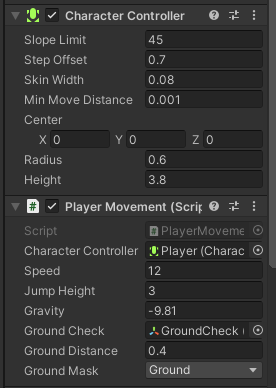 Character Controller
Slope Limit 45
Step Offset 0.7
Skin Width 0.08
Min Move Distance 0.001
Center
X 0 Y 0 Z 0
Radius 0.6
Height 3.8
# Player Movement (Scrip
Script PlayerMoveme
Character Controller Player (Charac
Speed 12
Jump Height 3
Gravity -9.81
Ground Check GroundCheck (
Ground Distance 0.4
Ground Mask Ground